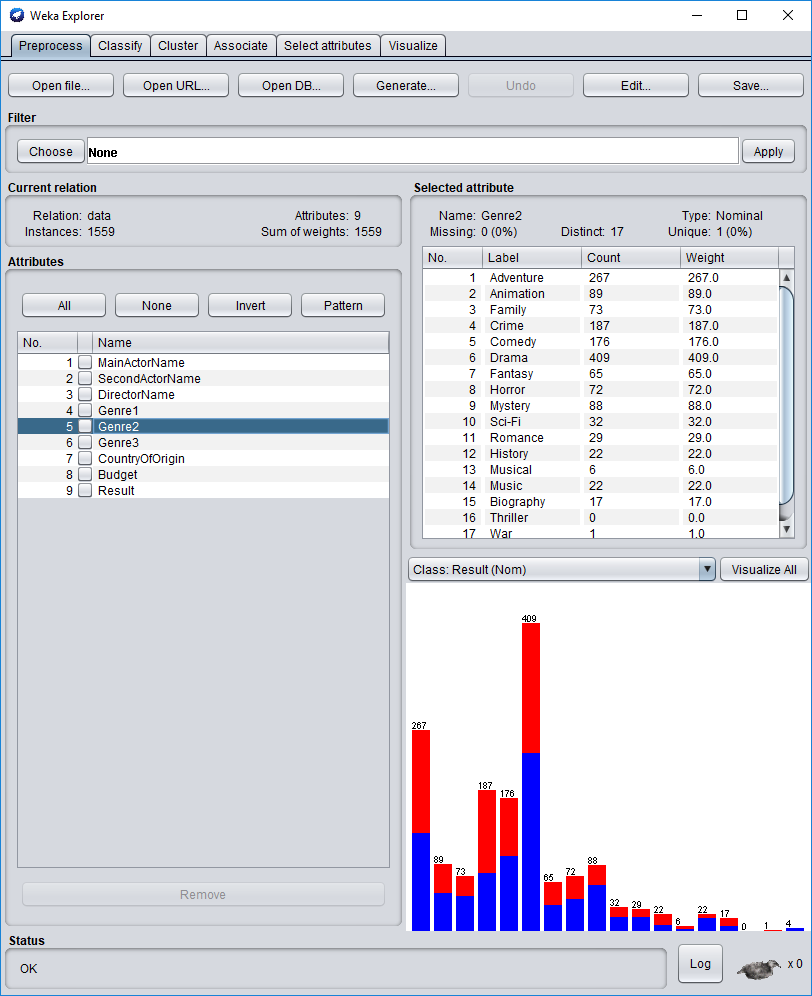 Weka Explorer
Preprocess Classify Cluster Associate Select attributes Visualize
Open file... Open URL... Open DB... Generate... Undo Edit... Save...
Filter
Choose None Apply
Current relation
Relation: data Attributes: 9
Instances: 1559 Sum of weights: 1559
Attributes
All None Invert Pattern
No. Name
1 MainActorName
2 SecondActorName
3 DirectorName
4 Genre1
5 Genre2
6 Genre3
7 CountryOfOrigin
8 Budget
9 Result
Remove
Selected attribute
Name: Genre2 Type: Nominal
Missing: 0 (0%) Distinct: 17 Unique: 1 (0%)
No. Label Count Weight
1 Adventure 267 267.0
2 Animation 89 89.0
3 Family 73 73.0
4 Crime 187 187.0
5 Comedy 176 176.0
6 Drama 409 409.0
7 Fantasy 65 65.0
8 Horror 72 72.0
9 Mystery 88 88.0
10 Sci-Fi 32 32.0
11 Romance 29 29.0
12 History 22 22.0
13 Musical 6 6.0
14 Music 22 22.0
15 Biography 17 17.0
16 Thriller 0 0.0
17 War 1 1.0
Class: Result (Nom) Visualize All
267 89 73 187 176 409 65 72 88 32 29 22 6 22 17 0 1 4
Status
OK Log x 0